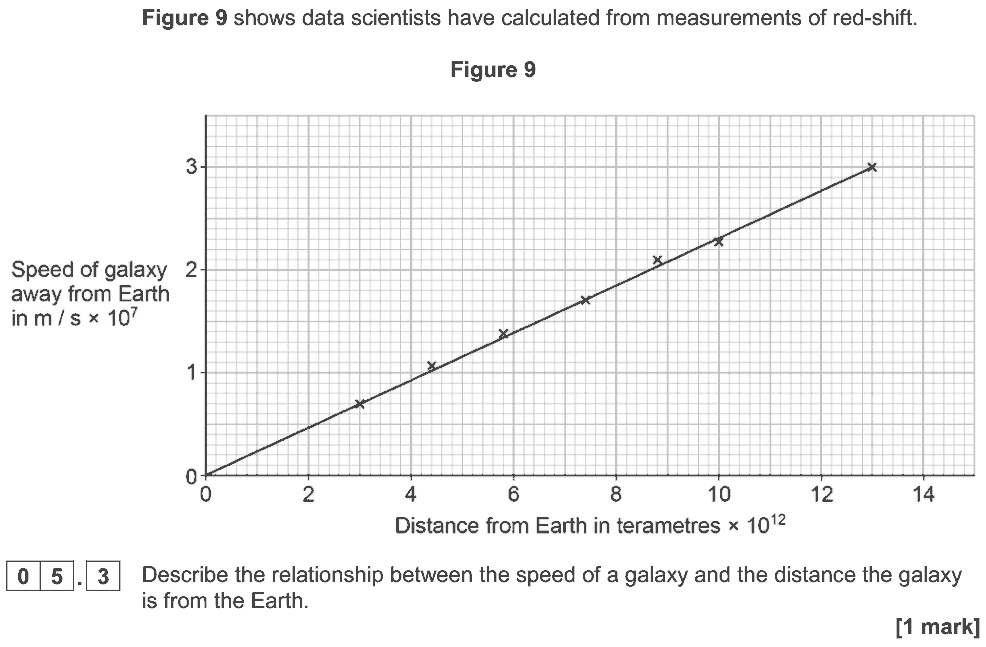 Figure 9 shows data scientists have calculated from measurements of red-shift.
Figure 9
3
Speed of galaxy 2
away from Earth
in m / s × 10⁷
1
0
0 2 4 6 8 10 12 14
Distance from Earth in terametres × 10¹²
0 5 . 3 Describe the relationship between the speed of a galaxy and the distance the galaxy
is from the Earth.
[1 mark]